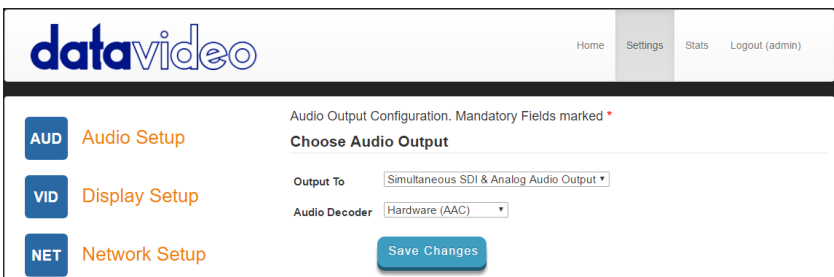 datavideo
Home Settings Stats Logout (admin)
AUD Audio Setup
VID Display Setup
NET Network Setup
Audio Output Configuration. Mandatory Fields marked *
Choose Audio Output
Output To Simultaneous SDI & Analog Audio Output
Audio Decoder Hardware (AAC)
Save Changes